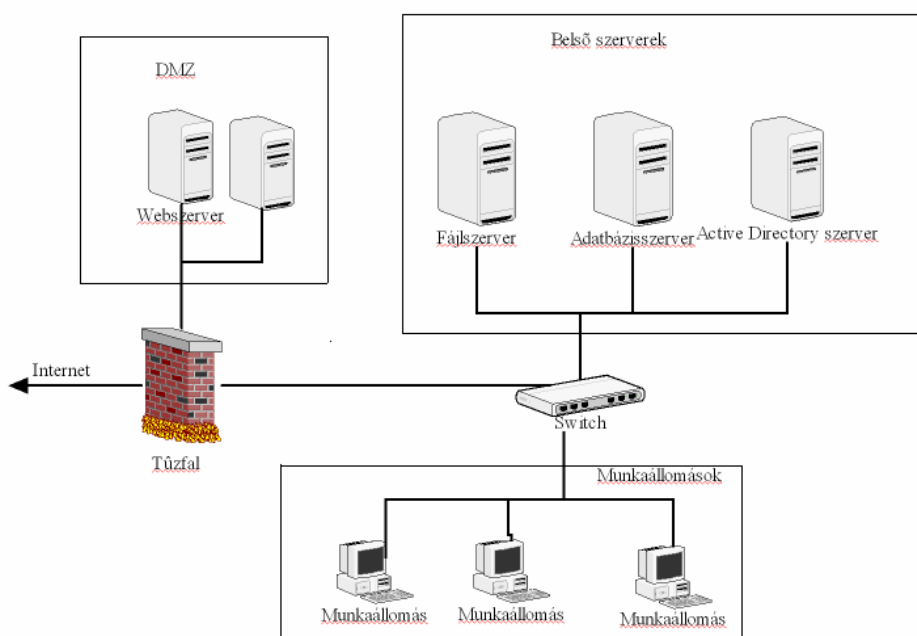 Belsõ szerverek
DMZ
Webszerver
Fájlszerver
Adatbázisszerver
Active Directory szerver
Internet
Switch
Tûzfal
Munkaállomások
Munkaállomás
Munkaállomás
Munkaállomás